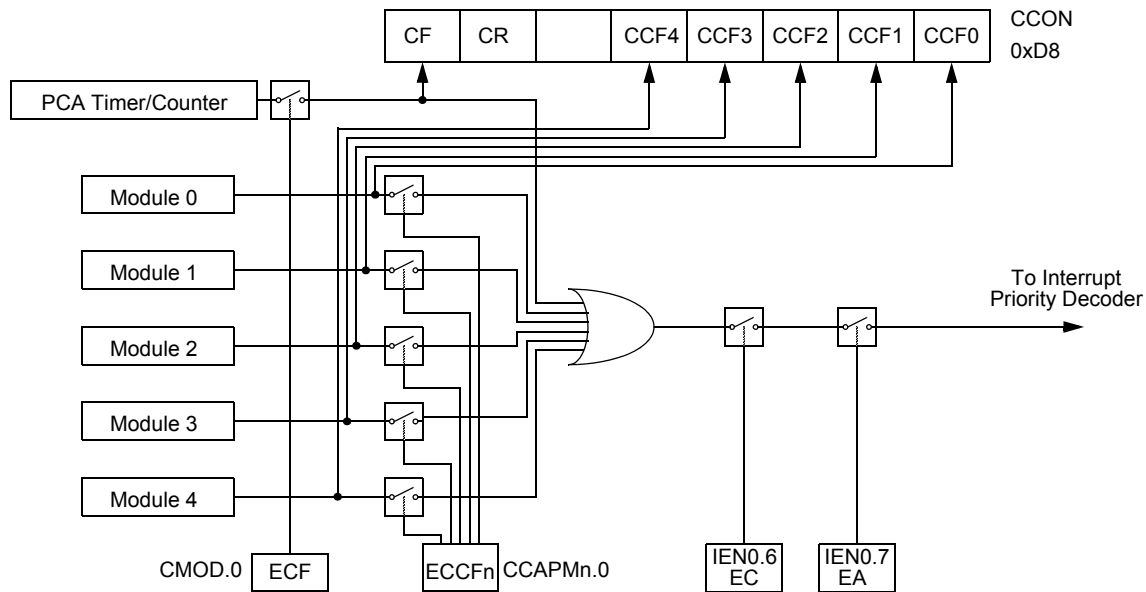 CF CR CCF4 CCF3 CCF2 CCF1 CCF0 CCON
0xD8
PCA Timer/Counter
Module 0
Module 1
To Interrupt
Priority Decoder
Module 2
Module 3
Module 4
CMOD.0 ECF ECCFn CCAPMn.0
IEN0.6
EC
IEN0.7
EA